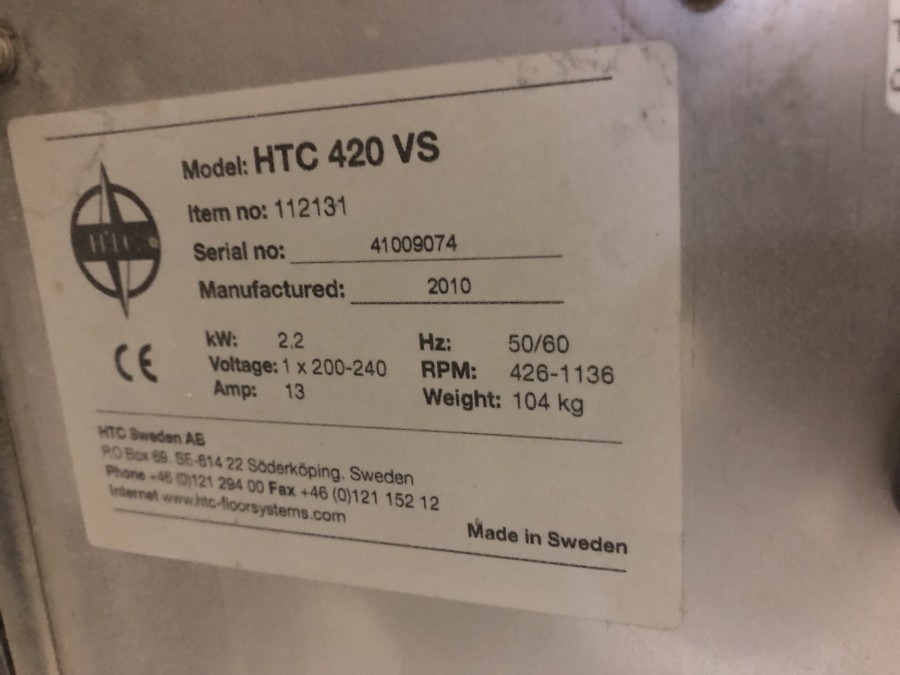 Model: HTC 420 VS
Item no: 112131
Serial no: 41009074
Manufactured: 2010
HTC
kW: 2,2 Hz: 50/60
Voltage: 1 x 200-240 RPM: 426-1136
Amp: 13 Weight: 104 kg
CE
HTC Sweden AB
P.O Box 69. SE-614 22 Söderköping. Sweden
Phone +46 (0)121 294 00 Fax +46 (0)121 152 12
Internet www.htc-floorsystems.com
Made in Sweden